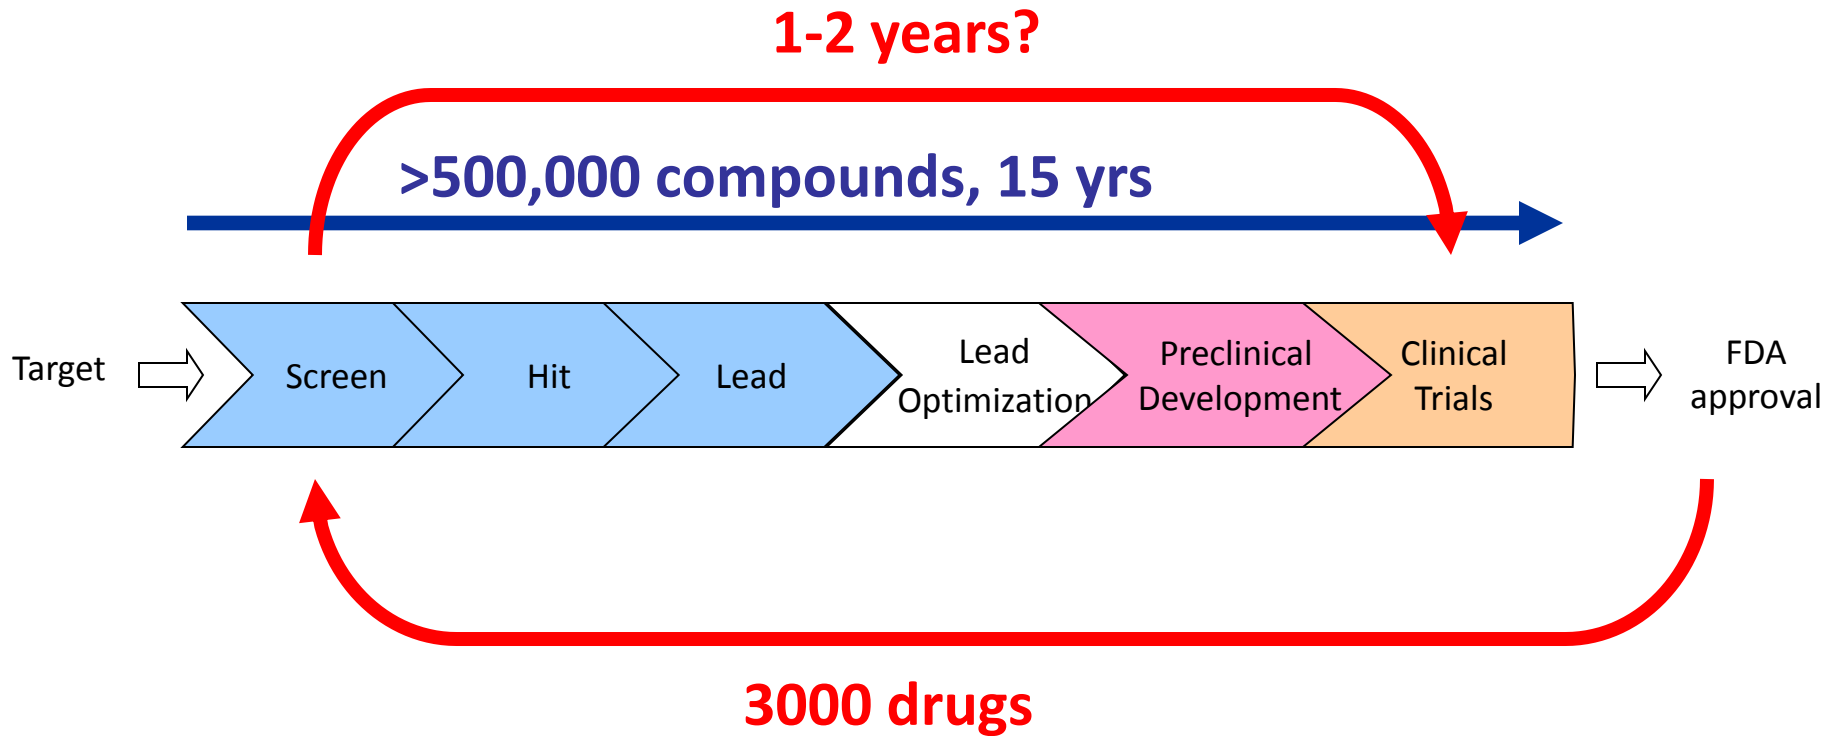 1-2 years?
>500,000 compounds, 15 yrs
Target
Screen
Hit
Lead
Lead
Optimization
Preclinical
Development
Clinical
Trials
FDA
approval
3000 drugs